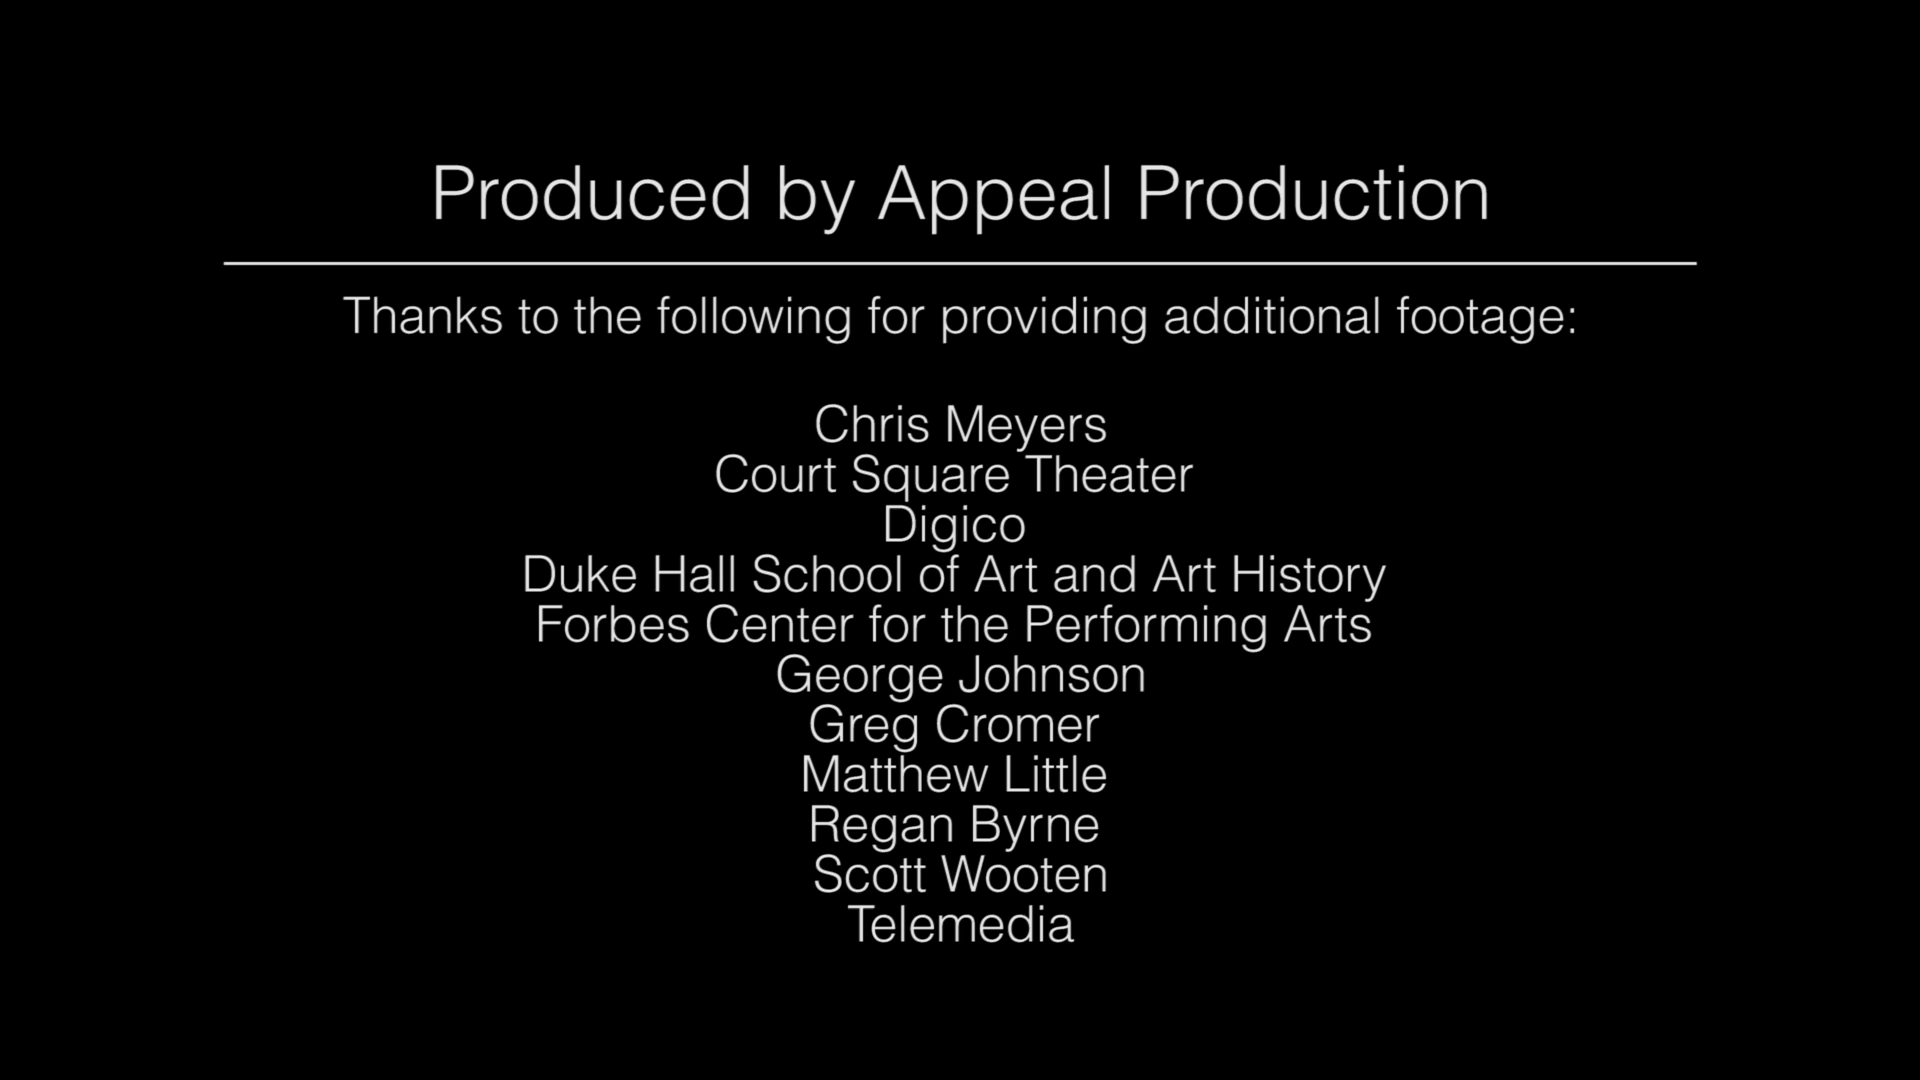 Produced by Appeal Production
Thanks to the following for providing additional footage:
Chris Meyers
Court Square Theater
Digico
Duke Hall School of Art and Art History
Forbes Center for the Performing Arts
George Johnson
Greg Cromer
Matthew Little
Regan Byrne
Scott Wooten
Telemedia